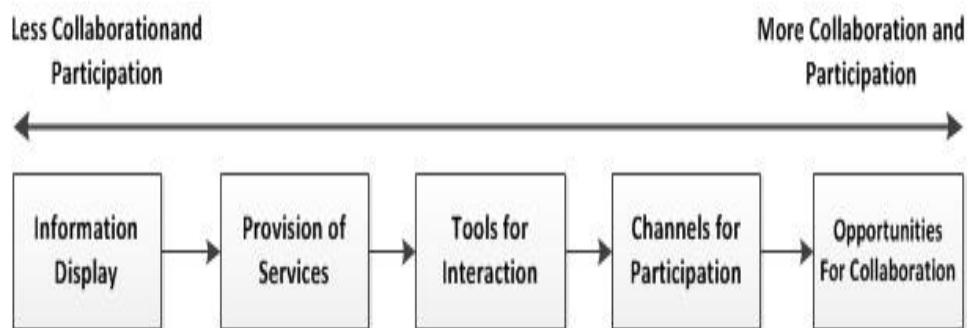 Less Collaborationand
Participation
More Collaboration and
Participation
Information
Display
Provision of
Services
Tools for
Interaction
Channels for
Participation
Opportunities
For Collaboration